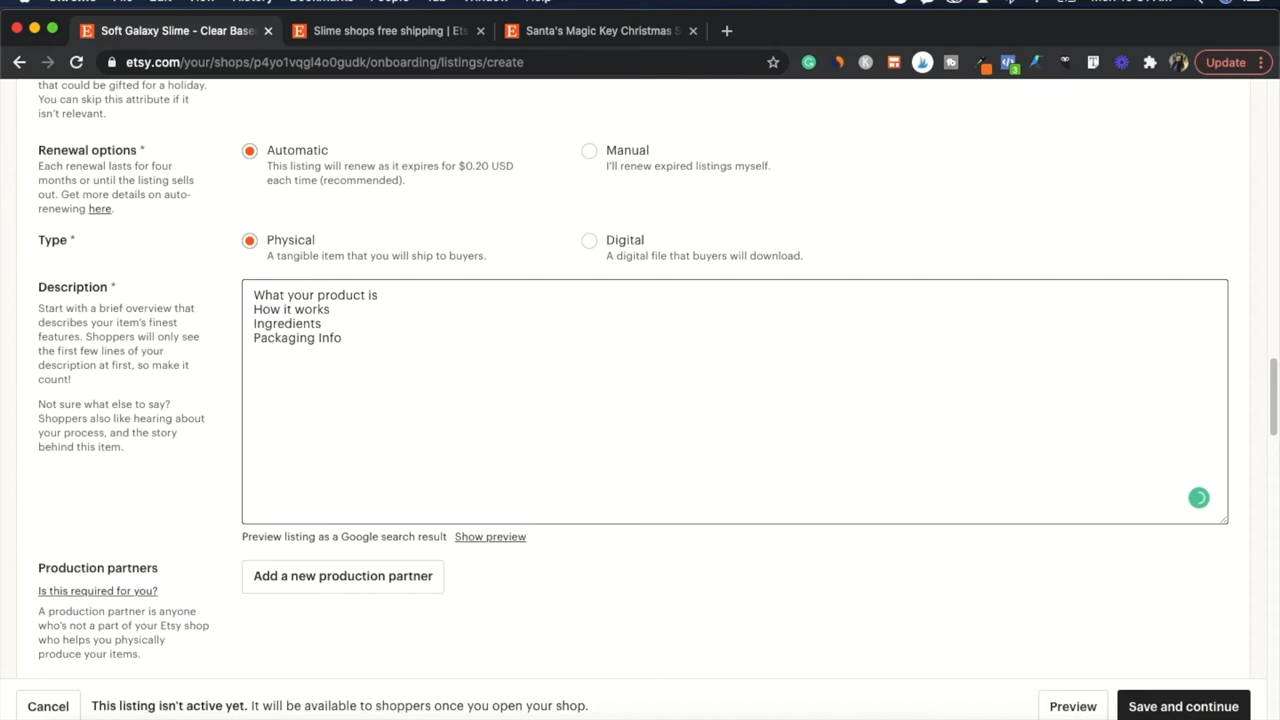 Soft Galaxy Slime - Clear Base
Slime shops free shipping | Ets
Santa's Magic Key Christmas S
etsy.com/your/shops/p4yo1vqgl4o0gudk/onboarding/listings/create
Update
that could be gifted for a holiday.
You can skip this attribute if it
isn't relevant.
Renewal options *
Each renewal lasts for four
months or until the listing sells
out. Get more details on auto-
renewing here.
Automatic
This listing will renew as it expires for $0.20 USD
each time (recommended).
Manual
I'll renew expired listings myself.
Type *
Physical
A tangible item that you will ship to buyers.
Digital
A digital file that buyers will download.
Description *
Start with a brief overview that
describes your item's finest
features. Shoppers will only see
the first few lines of your
description at first, so make it
count!
Not sure what else to say?
Shoppers also like hearing about
your process, and the story
behind this item.
What your product is
How it works
Ingredients
Packaging Info
Preview listing as a Google search result Show preview
Production partners
Is this required for you?
A production partner is anyone
who's not a part of your Etsy shop
who helps you physically
produce your items.
Add a new production partner
Cancel
This listing isn't active yet. It will be available to shoppers once you open your shop.
Preview
Save and continue